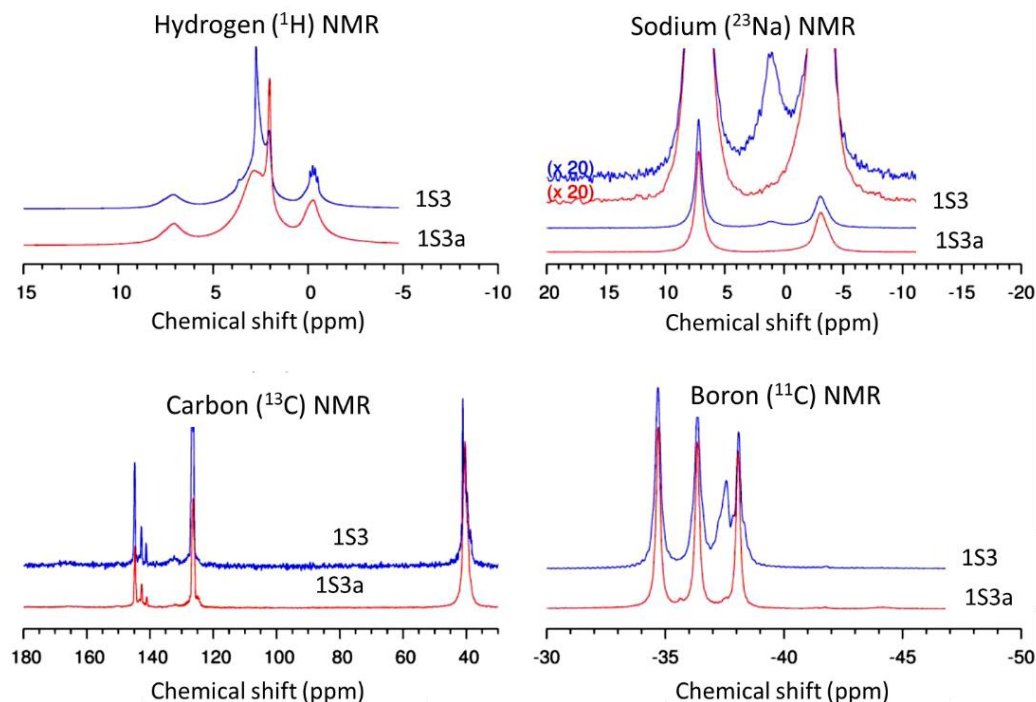 Hydrogen (¹H) NMR
1S3
1S3a
15 10 5 0 -5 -10
Chemical shift (ppm)
Sodium (²³Na) NMR
(x 20)
(x 20)
1S3
1S3a
20 15 10 5 0 -5 -10 -15 -20
Chemical shift (ppm)
Carbon (¹³C) NMR
1S3
1S3a
180 160 140 120 100 80 60 40
Chemical shift (ppm)
Boron (¹¹C) NMR
1S3
1S3a
-30 -35 -40 -45 -50
Chemical shift (ppm)